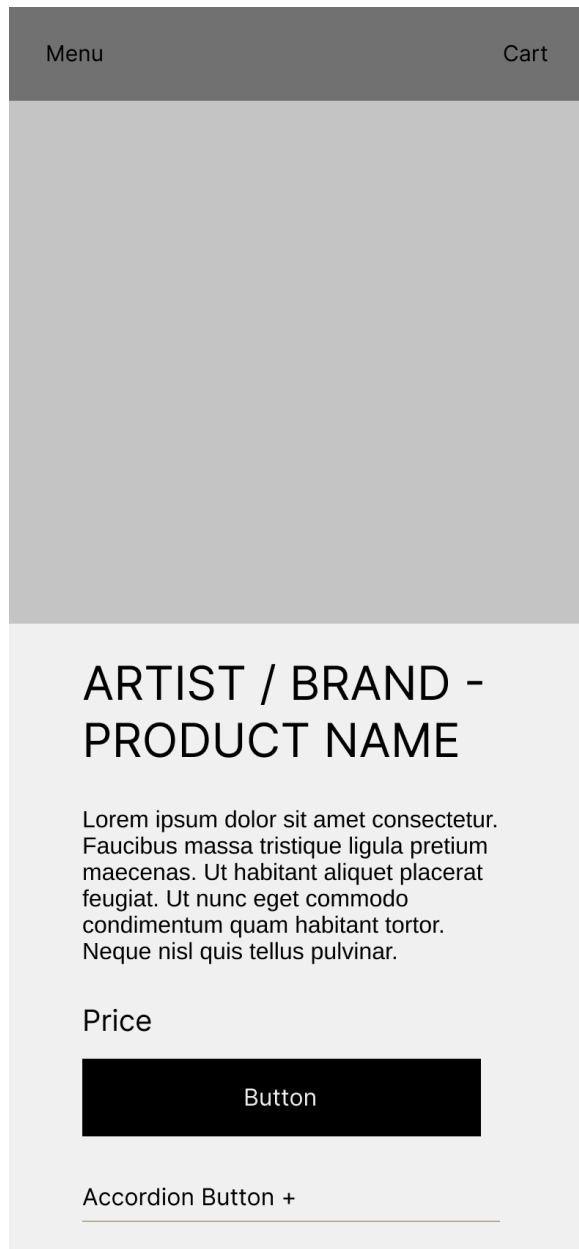 Menu Cart
ARTIST / BRAND -
PRODUCT NAME
Lorem ipsum dolor sit amet consectetur.
Faucibus massa tristique ligula pretium
maecenas. Ut habitant aliquet placerat
feugiat. Ut nunc eget commodo
condimentum quam habitant tortor.
Neque nisl quis tellus pulvinar.
Price
Button
Accordion Button +